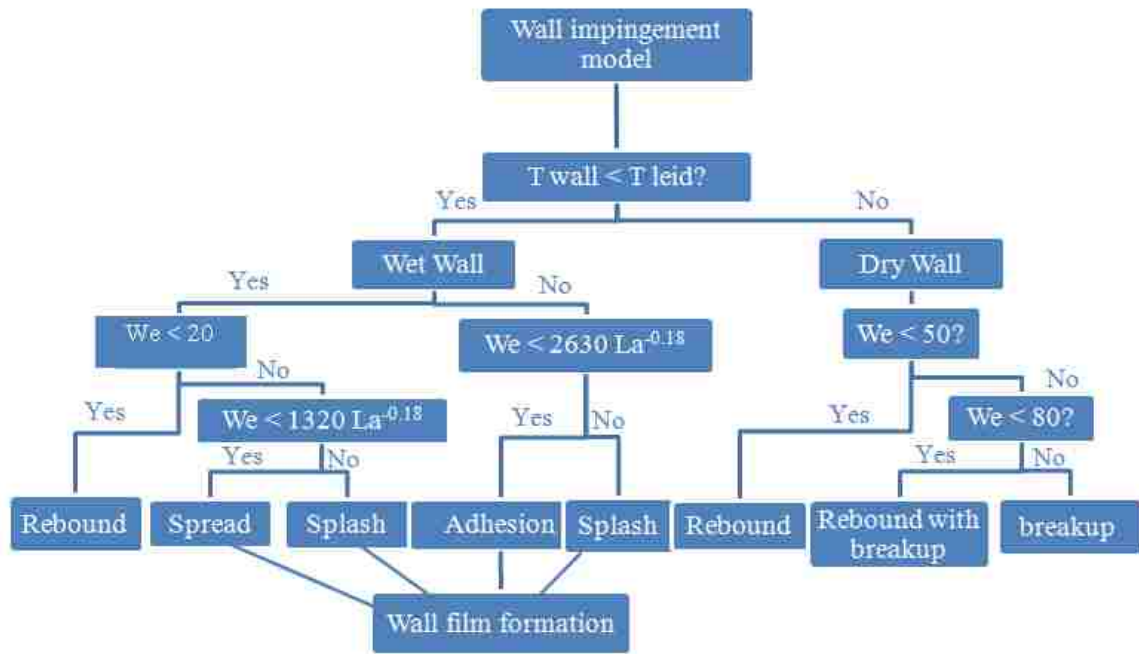 Wall impingement
model
T wall < T leid?
Yes
No
Wet Wall
Dry Wall
Yes
No
We < 20
We < 2630 La^-0.18
We < 50?
No
No
Yes
We < 1320 La^-0.18
Yes
No
Yes
We < 80?
Yes
No
Yes
No
Rebound
Spread
Splash
Adhesion
Splash
Rebound
Rebound with
breakup
breakup
Wall film formation